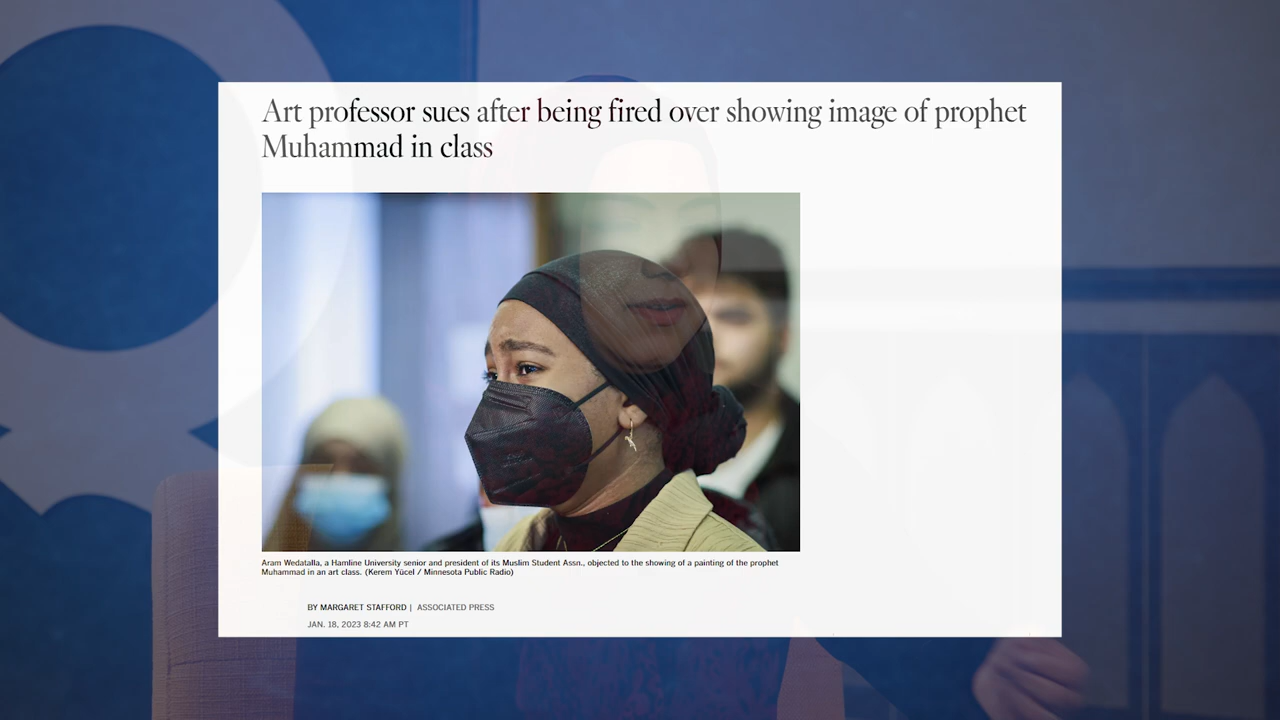 Art professor sues after being fired over showing image of prophet
Muhammad in class
Aram Wedatalla, a Hamline University senior and president of its Muslim Student Assn., objected to the showing of a painting of the prophet
Muhammad in an art class. (Kerem Yücel / Minnesota Public Radio)
BY MARGARET STAFFORD | ASSOCIATED PRESS
JAN. 18, 2023 8:42 AM PT